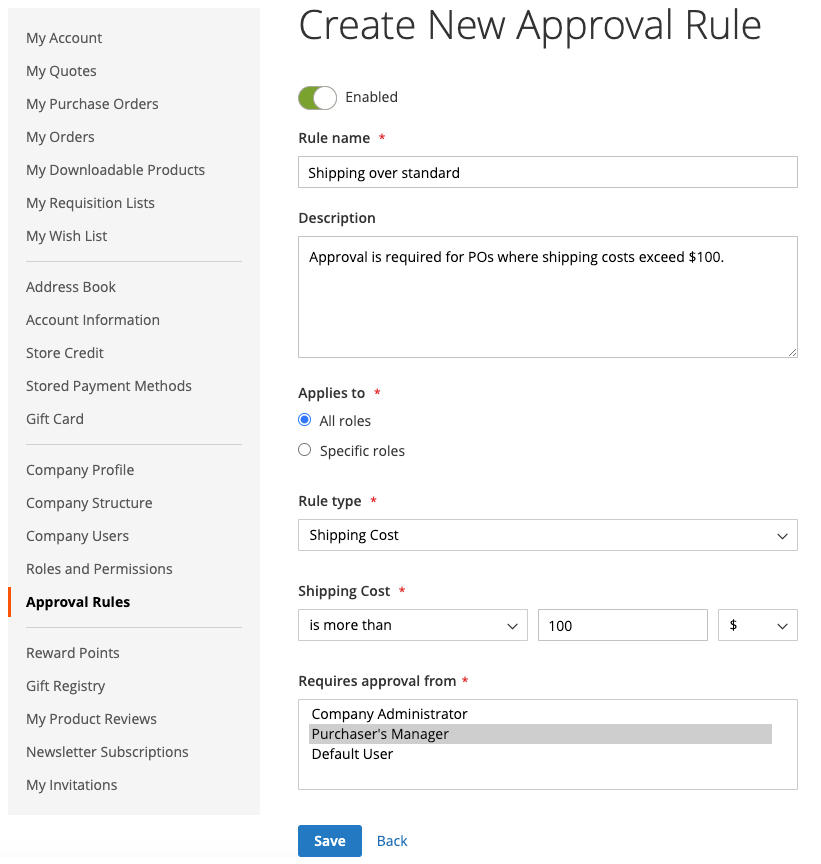 My Account
My Quotes
My Purchase Orders
My Orders
My Downloadable Products
My Requisition Lists
My Wish List
Address Book
Account Information
Store Credit
Stored Payment Methods
Gift Card
Company Profile
Company Structure
Company Users
Roles and Permissions
Approval Rules
Reward Points
Gift Registry
My Product Reviews
Newsletter Subscriptions
My Invitations
Create New Approval Rule
Enabled
Rule name *
Shipping over standard
Description
Approval is required for POs where shipping costs exceed $100.
Applies to *
All roles
Specific roles
Rule type *
Shipping Cost
Shipping Cost *
is more than 100 $
Requires approval from *
Company Administrator
Purchaser's Manager
Default User
Save Back